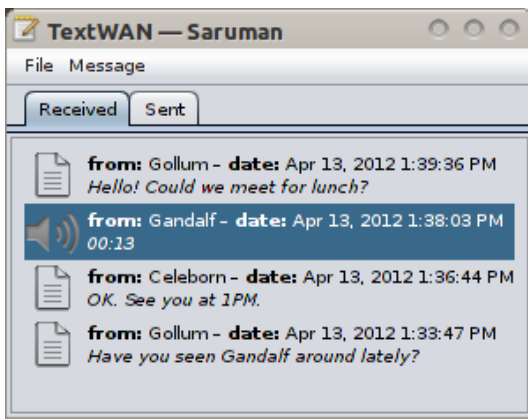 TextWAN — Saruman
File Message
Received Sent
from: Gollum – date: Apr 13, 2012 1:39:36 PM
Hello! Could we meet for lunch?
from: Gandalf – date: Apr 13, 2012 1:38:03 PM
00:13
from: Celeborn – date: Apr 13, 2012 1:36:44 PM
OK. See you at 1PM.
from: Gollum – date: Apr 13, 2012 1:33:47 PM
Have you seen Gandalf around lately?